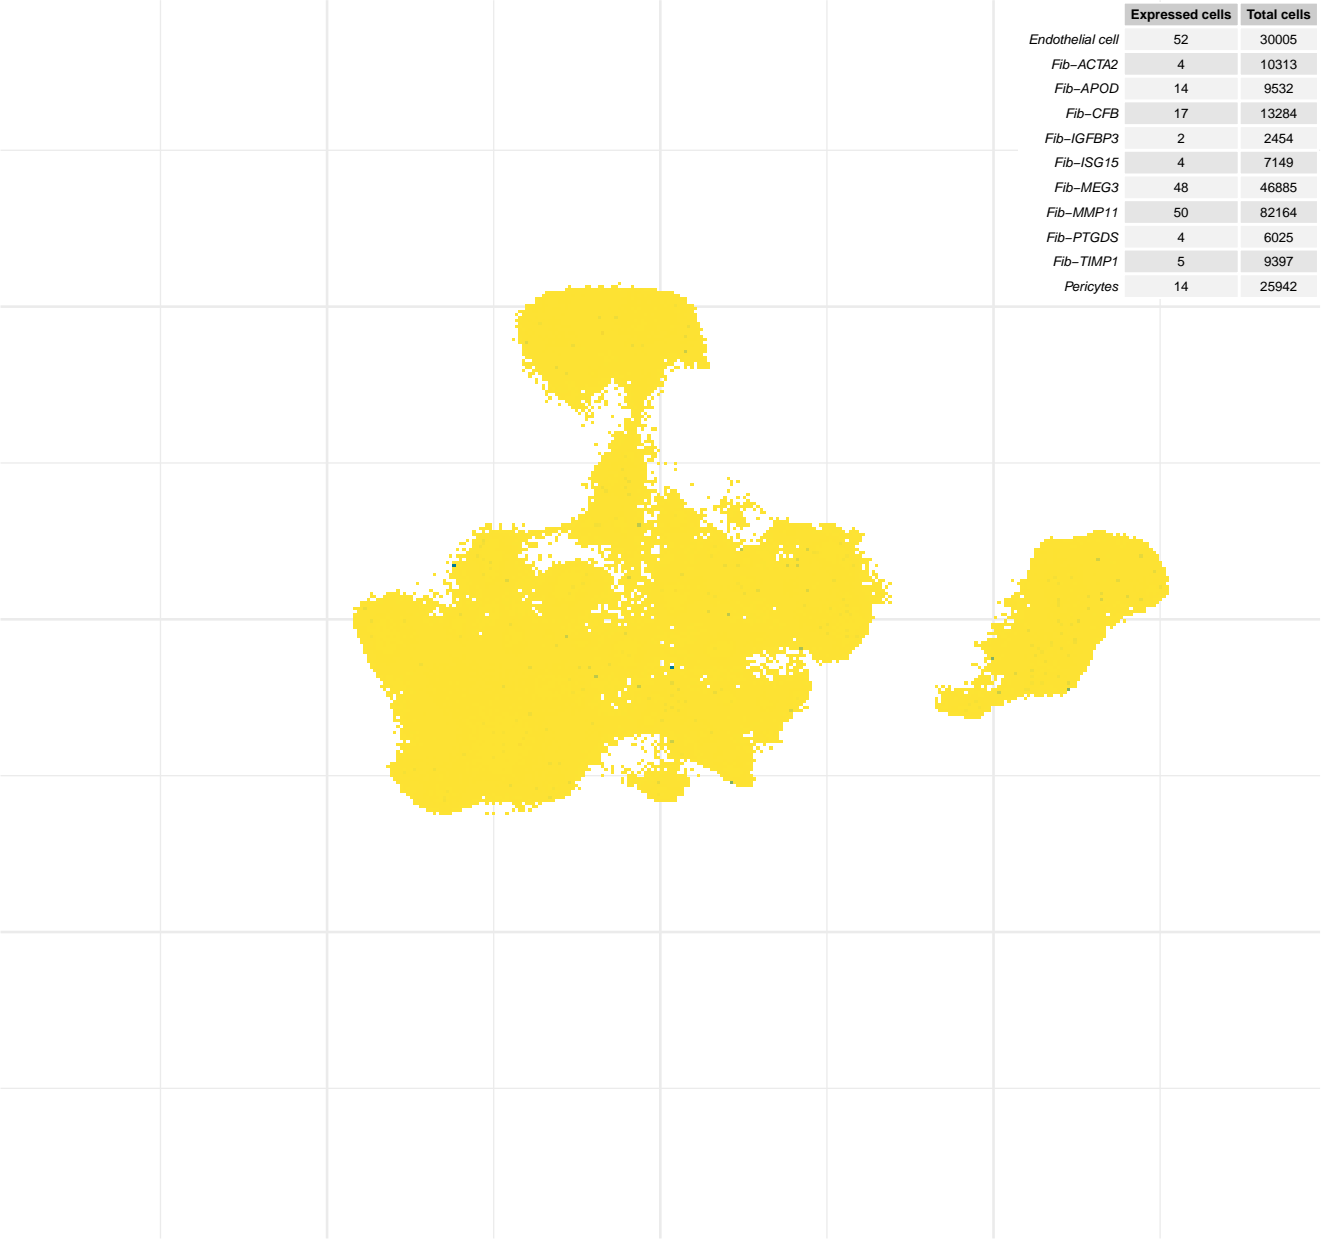 Expressed cells Total cells
Endothelial cell 52 30005
Fib−ACTA2 4 10313
Fib−APOD 14 9532
Fib−CFB 17 13284
Fib−IGFBP3 2 2454
Fib−ISG15 4 7149
Fib−MEG3 48 46885
Fib−MMP11 50 82164
Fib−PTGDS 4 6025
Fib−TIMP1 5 9397
Pericytes 14 25942